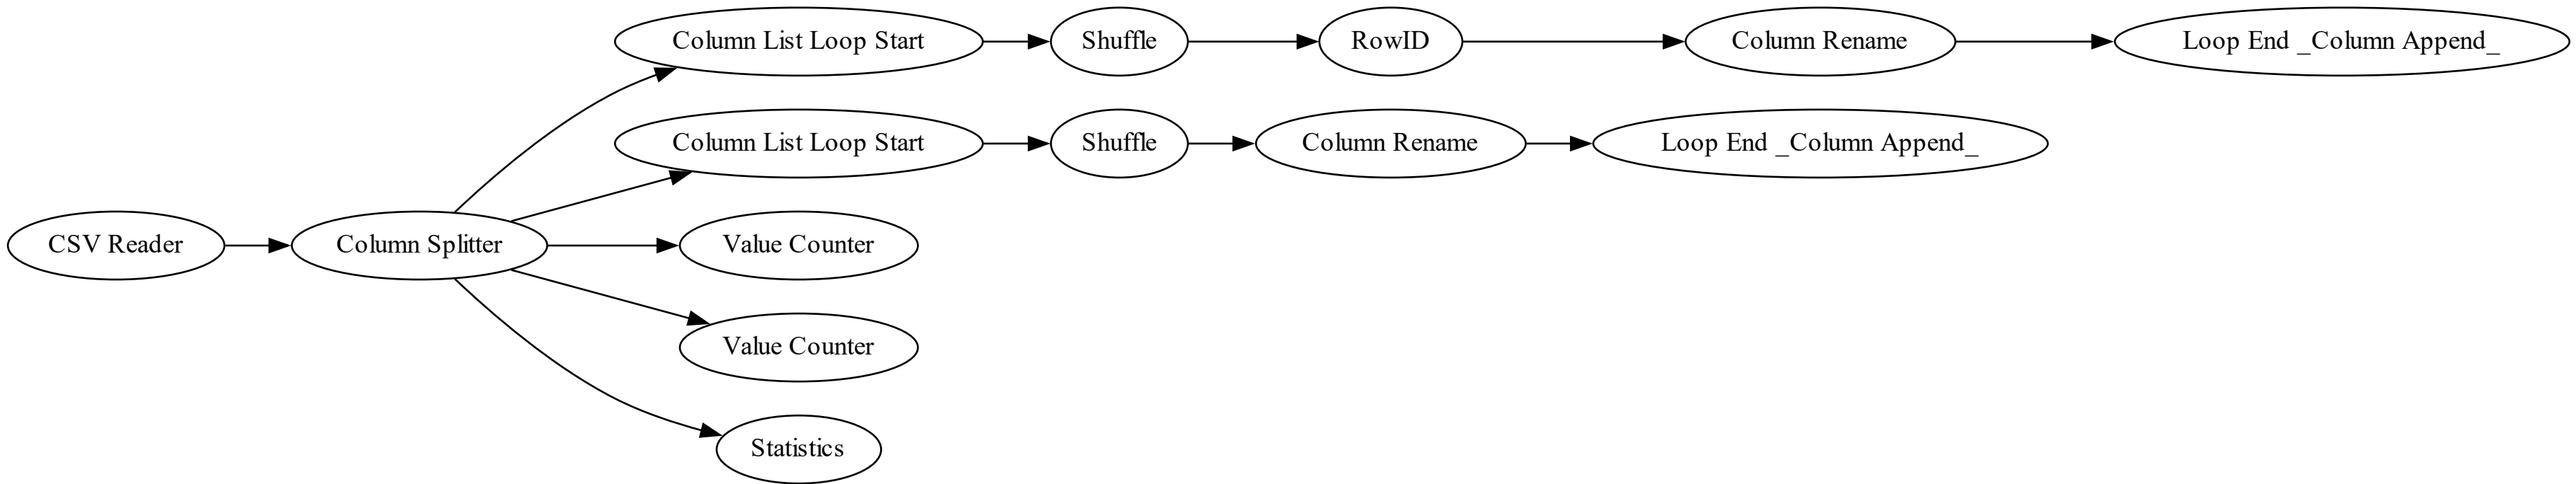 Column List Loop Start
Shuffle
RowID
Column Rename
Loop End _Column Append_
Column List Loop Start
Shuffle
Column Rename
Loop End _Column Append_
CSV Reader
Column Splitter
Value Counter
Value Counter
Statistics